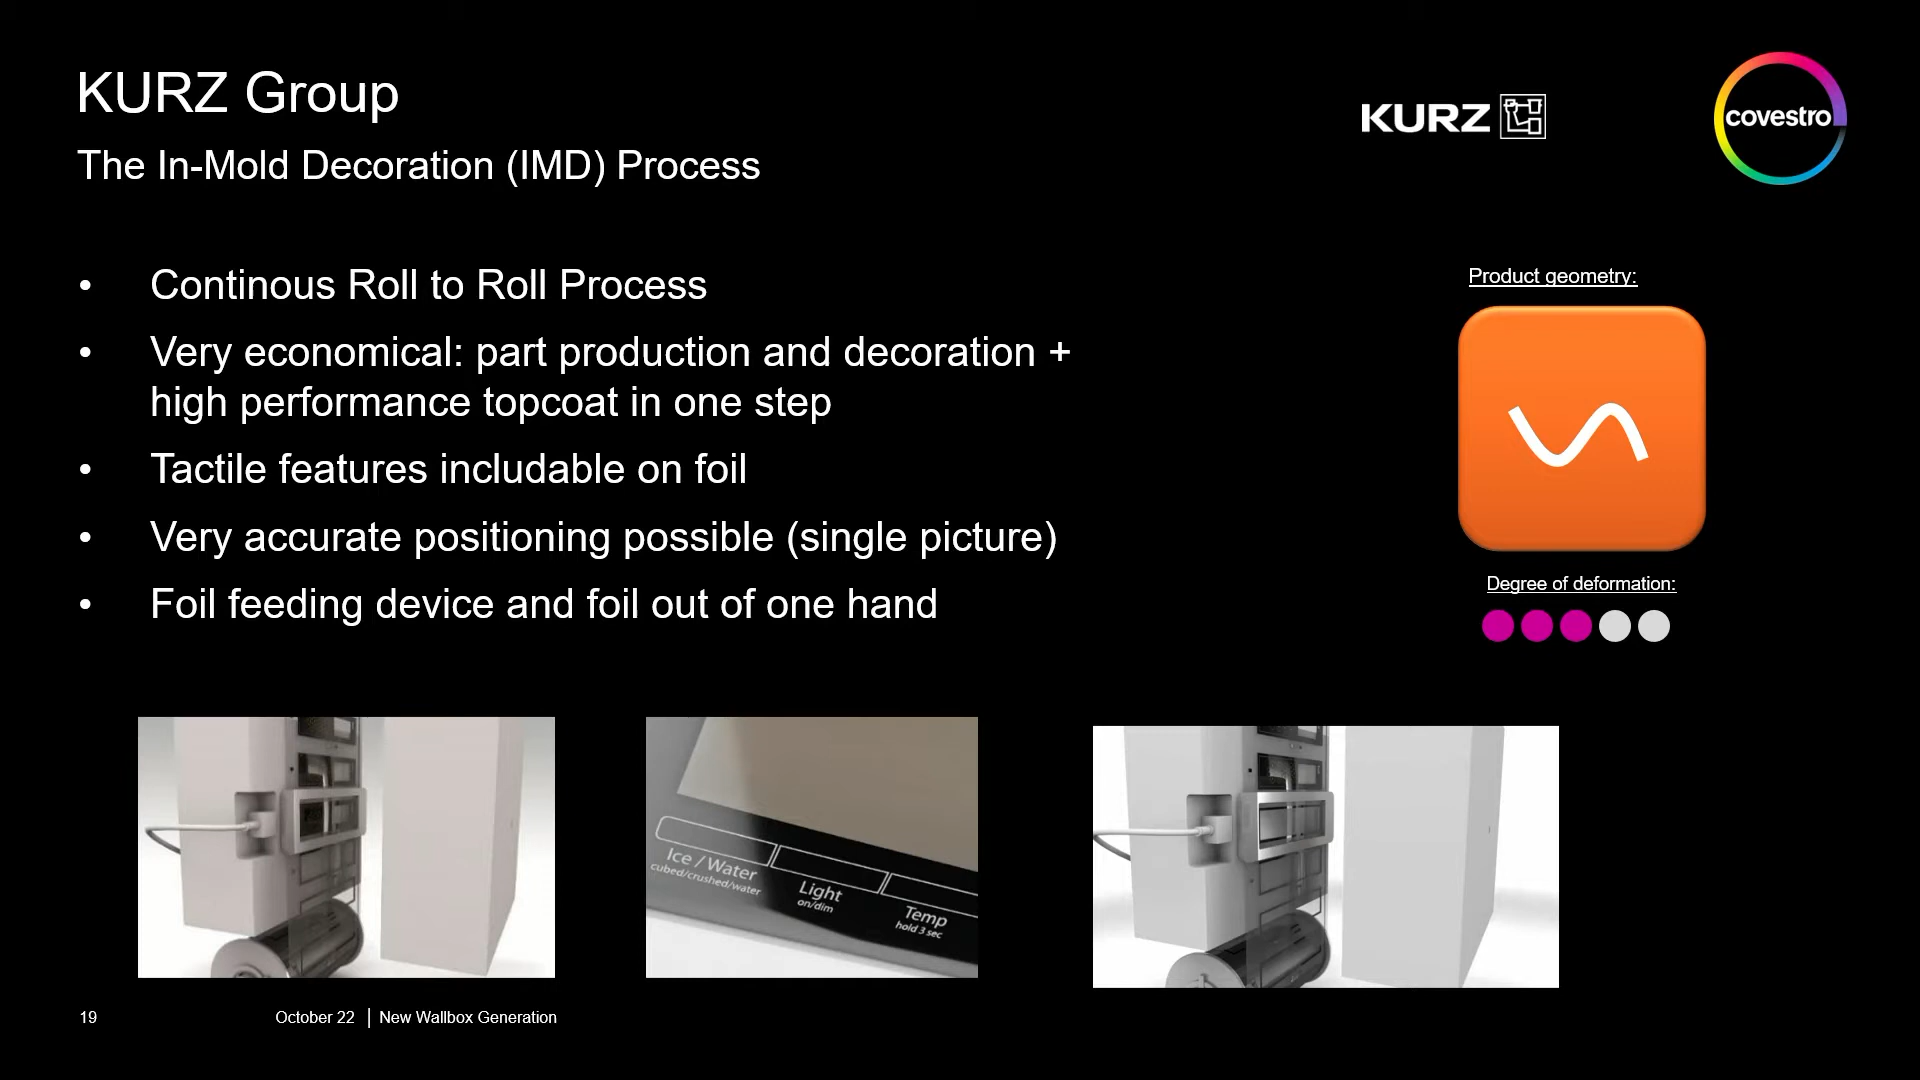 KURZ Group
KURZ
covestro
The In-Mold Decoration (IMD) Process
• Continous Roll to Roll Process
• Very economical: part production and decoration +
high performance topcoat in one step
• Tactile features includable on foil
• Very accurate positioning possible (single picture)
• Foil feeding device and foil out of one hand
Product geometry:
Degree of deformation:
Ice / Water
cubed/crushed/water
Light
on/dim
Temp
hold 3 sec
19
October 22 | New Wallbox Generation